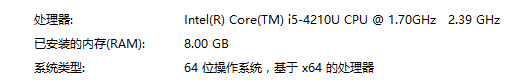 处理器: Intel(R) Core(TM) i5-4210U CPU @ 1.70GHz 2.39 GHz
已安装的内存(RAM): 8.00 GB
系统类型: 64 位操作系统，基于 x64 的处理器